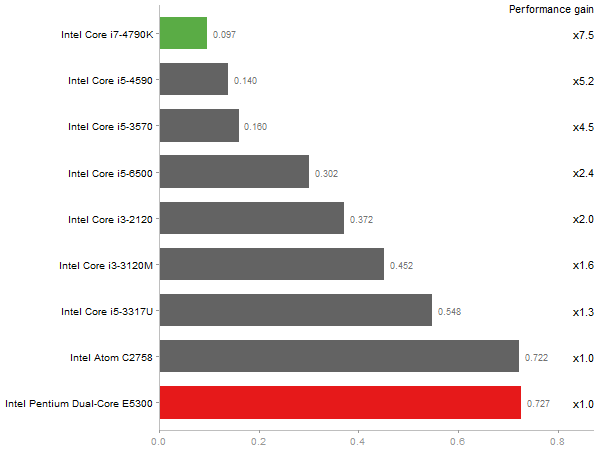 Performance gain
Intel Core i7-4790K 0.097 x7.5
Intel Core i5-4590 0.140 x5.2
Intel Core i5-3570 0.160 x4.5
Intel Core i5-6500 0.302 x2.4
Intel Core i3-2120 0.372 x2.0
Intel Core i3-3120M 0.452 x1.6
Intel Core i5-3317U 0.548 x1.3
Intel Atom C2758 0.722 x1.0
Intel Pentium Dual-Core E5300 0.727 x1.0
0.0 0.2 0.4 0.6 0.8